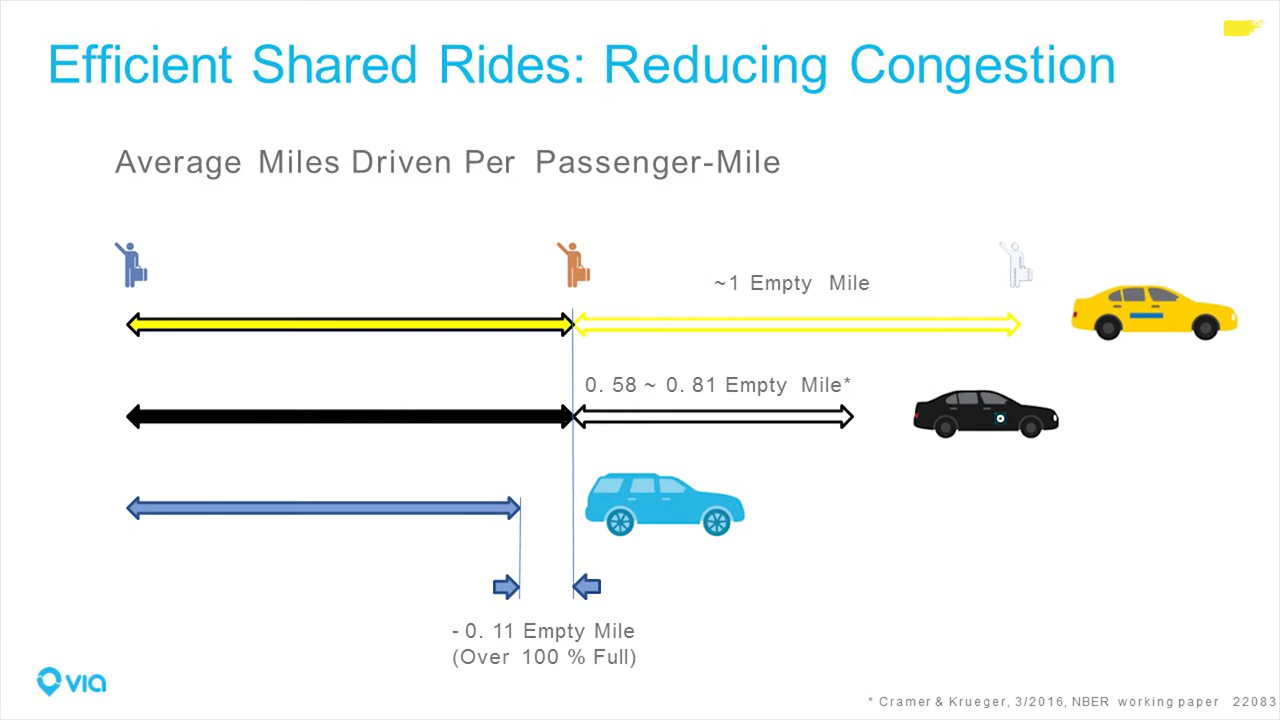 Efficient Shared Rides: Reducing Congestion
Average Miles Driven Per Passenger-Mile
~1 Empty Mile
0. 58 ~ 0. 81 Empty Mile*
- 0. 11 Empty Mile
(Over 100 % Full)
via
* Cramer & Krueger, 3/2016, NBER working paper 22083